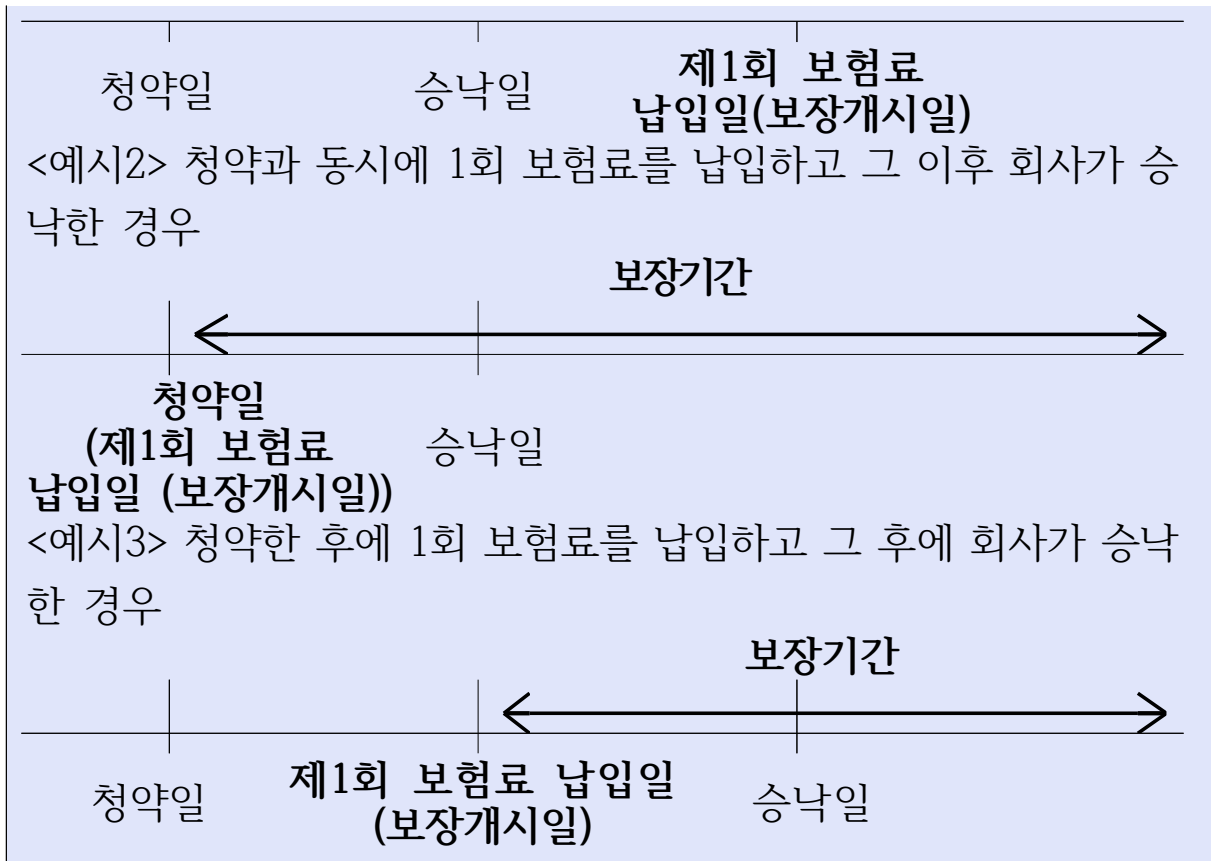 청약일 승낙일 제1회 보험료
납입일(보장개시일)
<예시2> 청약과 동시에 1회 보험료를 납입하고 그 이후 회사가 승
낙한 경우
보장기간
청약일
(제1회 보험료
납입일 (보장개시일))
승낙일
<예시3> 청약한 후에 1회 보험료를 납입하고 그 후에 회사가 승낙
한 경우
보장기간
청약일
제1회 보험료 납입일
(보장개시일)
승낙일